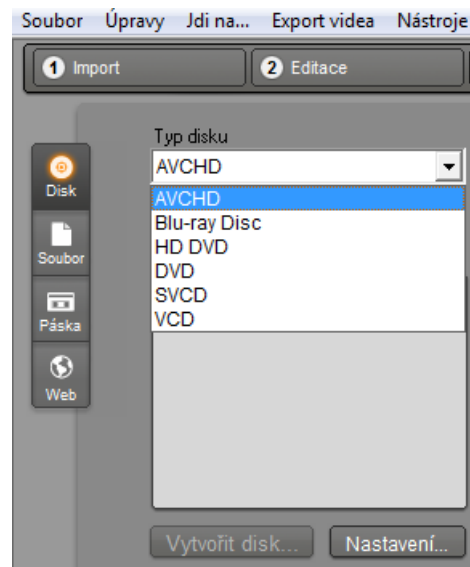 Soubor Úpravy Jdi na... Export videa Nástroje
1 Import 2 Editace
Typ disku
AVCHD
Disk
AVCHD
Blu-ray Disc
HD DVD
DVD
SVCD
VCD
Soubor
Páska
Web
Vytvořit disk... Nastavení...